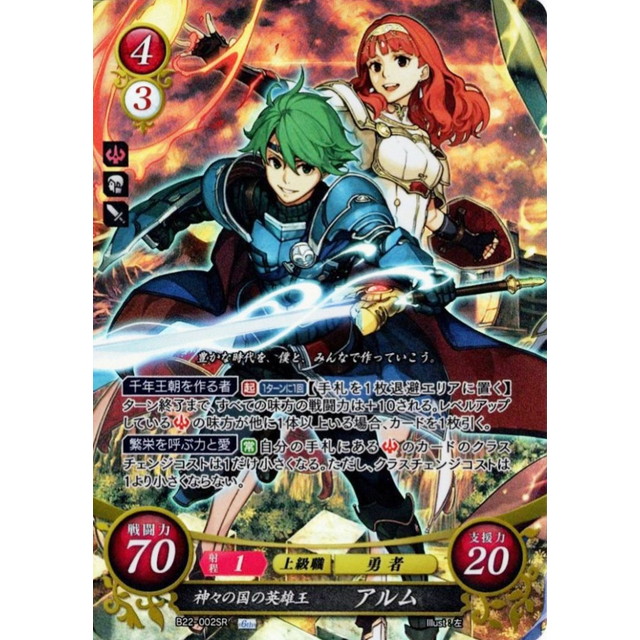 4
3
豊かな時代を、僕と、みんなで作っていこう。
千年王朝を作る者 起 1ターンに1回 【手札を1枚退避エリアに置く】
ターン終了まで、すべての味方の戦闘力は+10される。レベルアップ
している の味方が他に1体以上いる場合、カードを1枚引く。
繁栄を呼ぶ力と愛 常 自分の手札にある のカードのクラス
チェンジコストは1だけ小さくなる。ただし、クラスチェンジコストは
1より小さくならない。
戦闘力
70
射程 1 上級職 勇者
支援力
20
神々の国の英雄王 アルム
B22-002SR
Illust：左